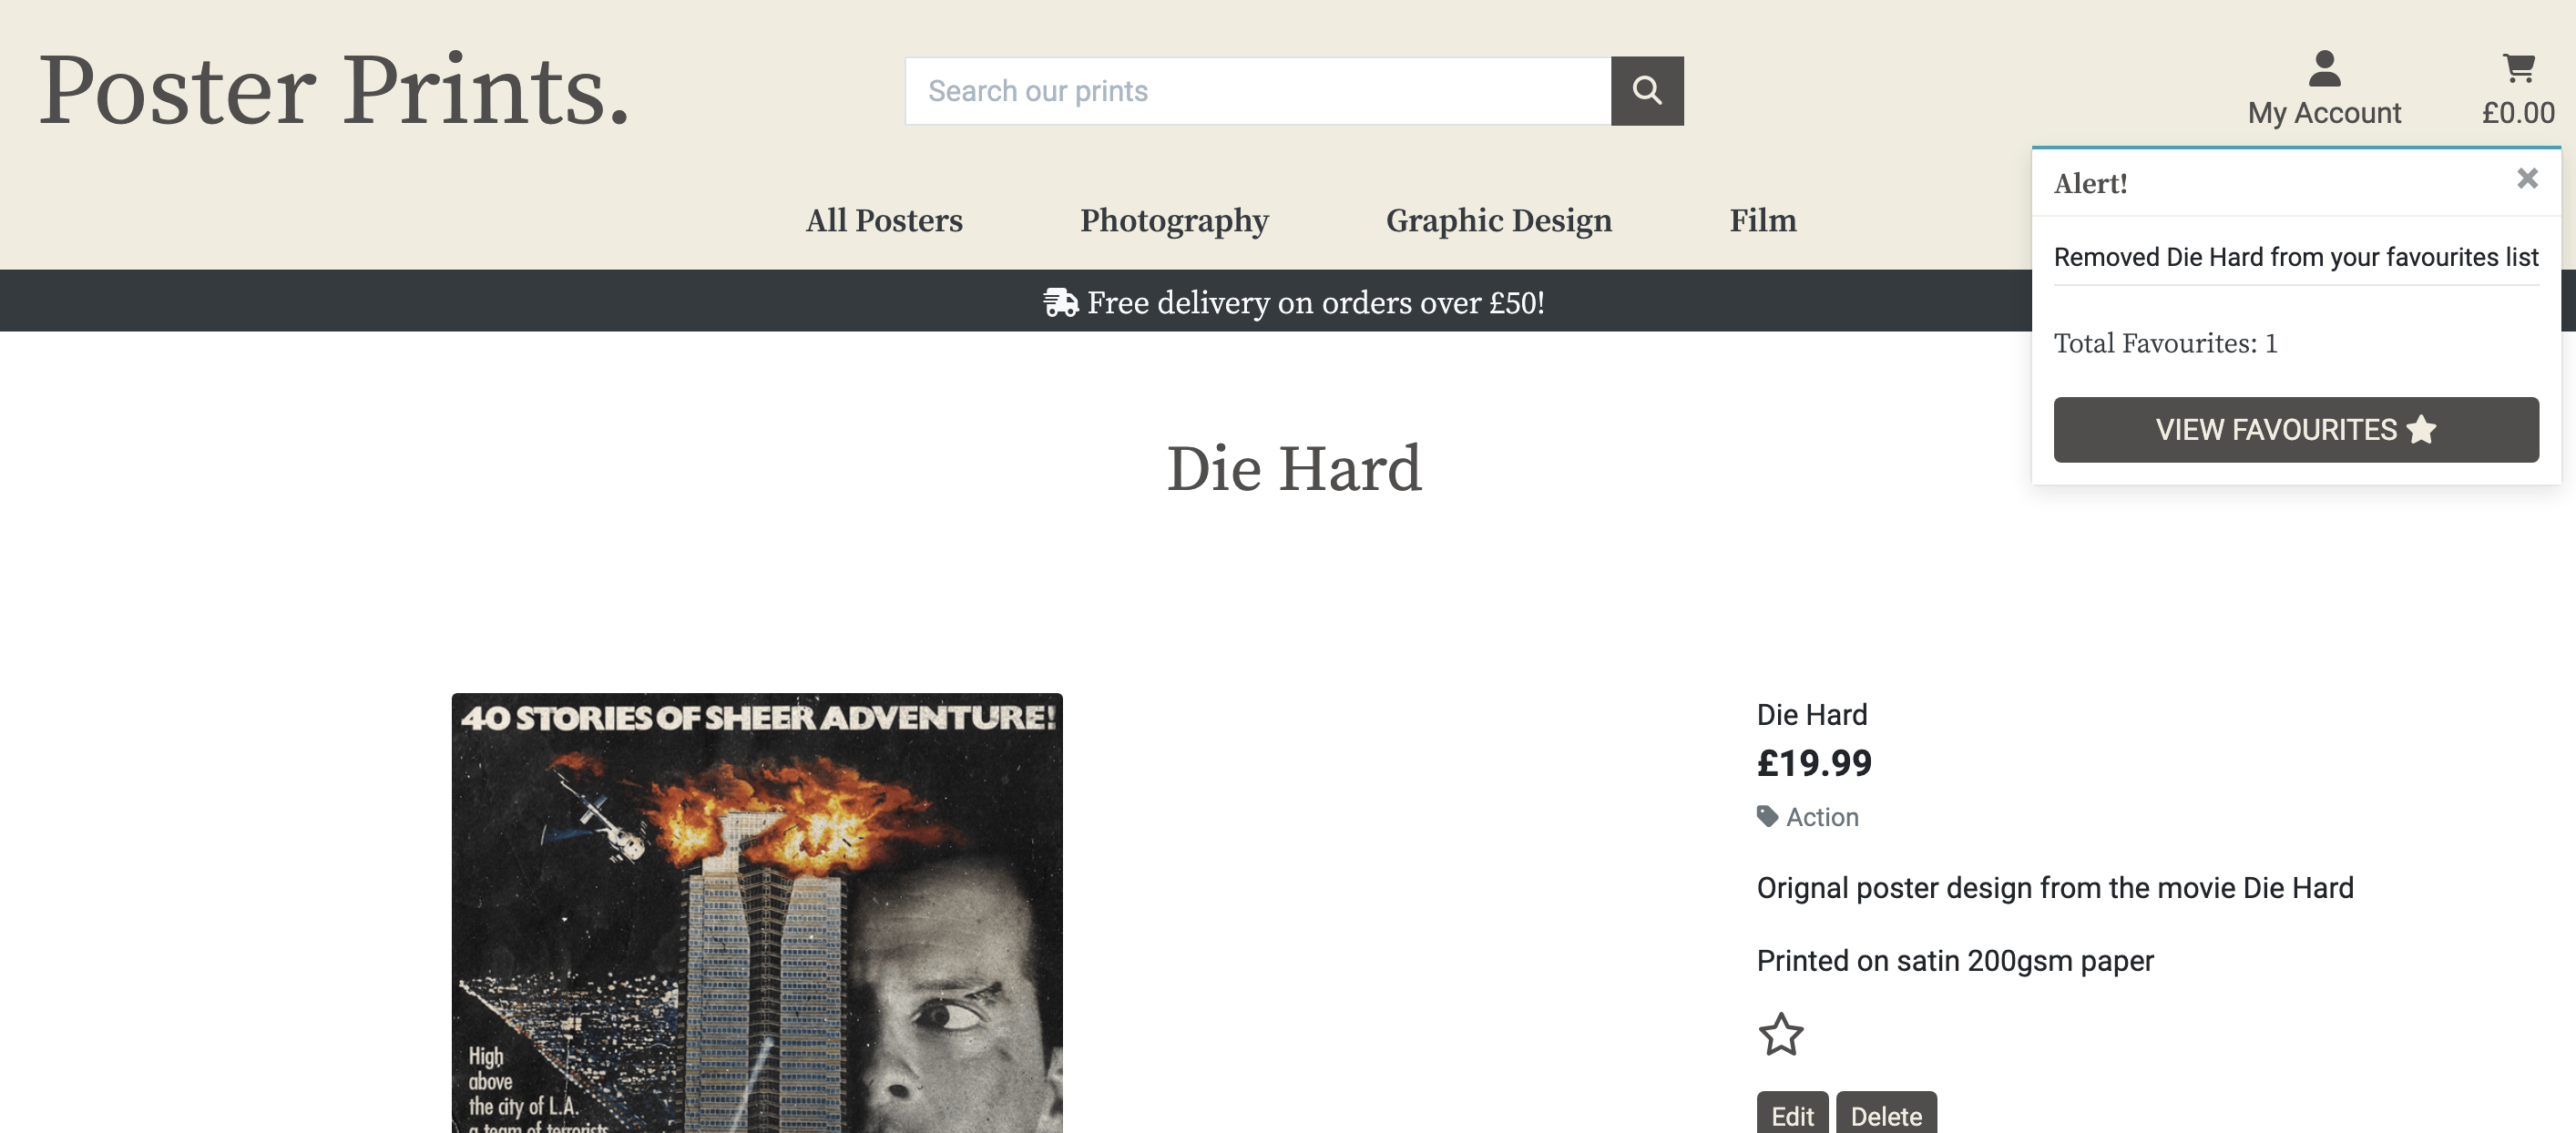 Poster Prints.
Search our prints
My Account
£0.00
All Posters
Photography
Graphic Design
Film
Free delivery on orders over £50!
Alert!
Removed Die Hard from your favourites list
Total Favourites: 1
VIEW FAVOURITES
Die Hard
40 STORIES OF SHEER ADVENTURE!
High
above
the city of L.A.
a team of terrorists
Die Hard
£19.99
Action
Orignal poster design from the movie Die Hard
Printed on satin 200gsm paper
Edit
Delete